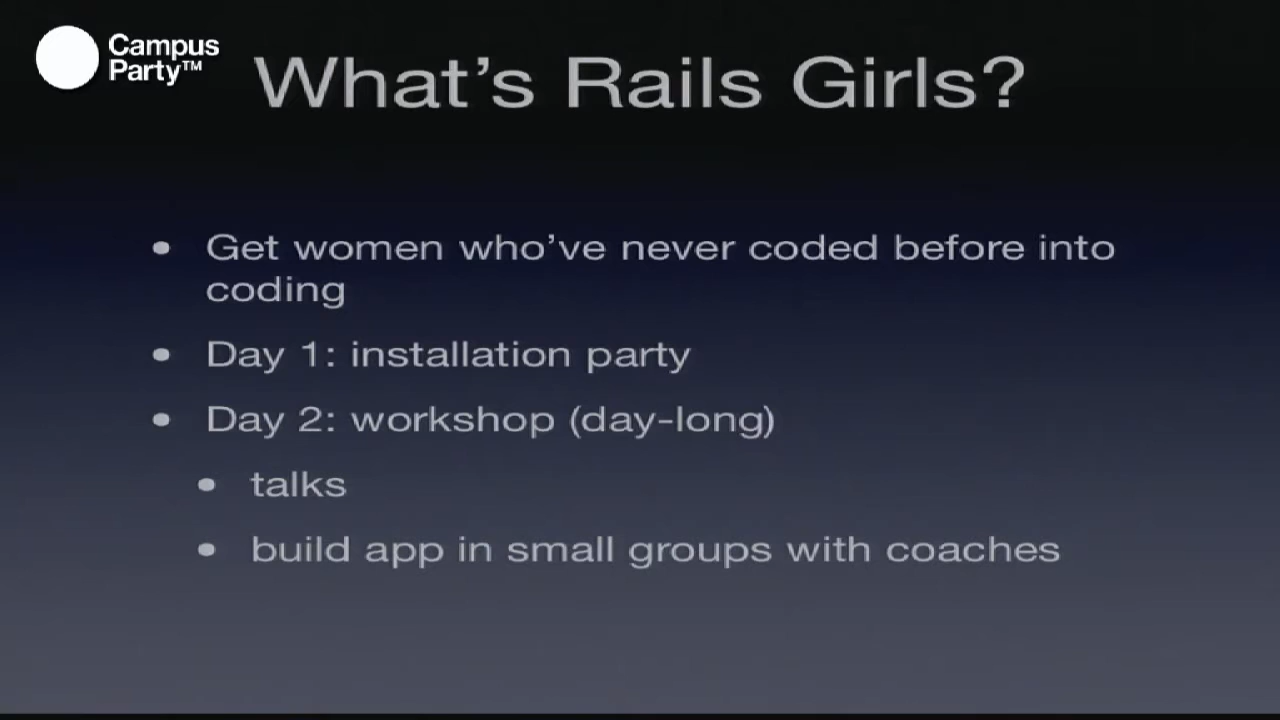 Campus
Party™
What's Rails Girls?
• Get women who've never coded before into
coding
• Day 1: installation party
• Day 2: workshop (day-long)
• talks
• build app in small groups with coaches